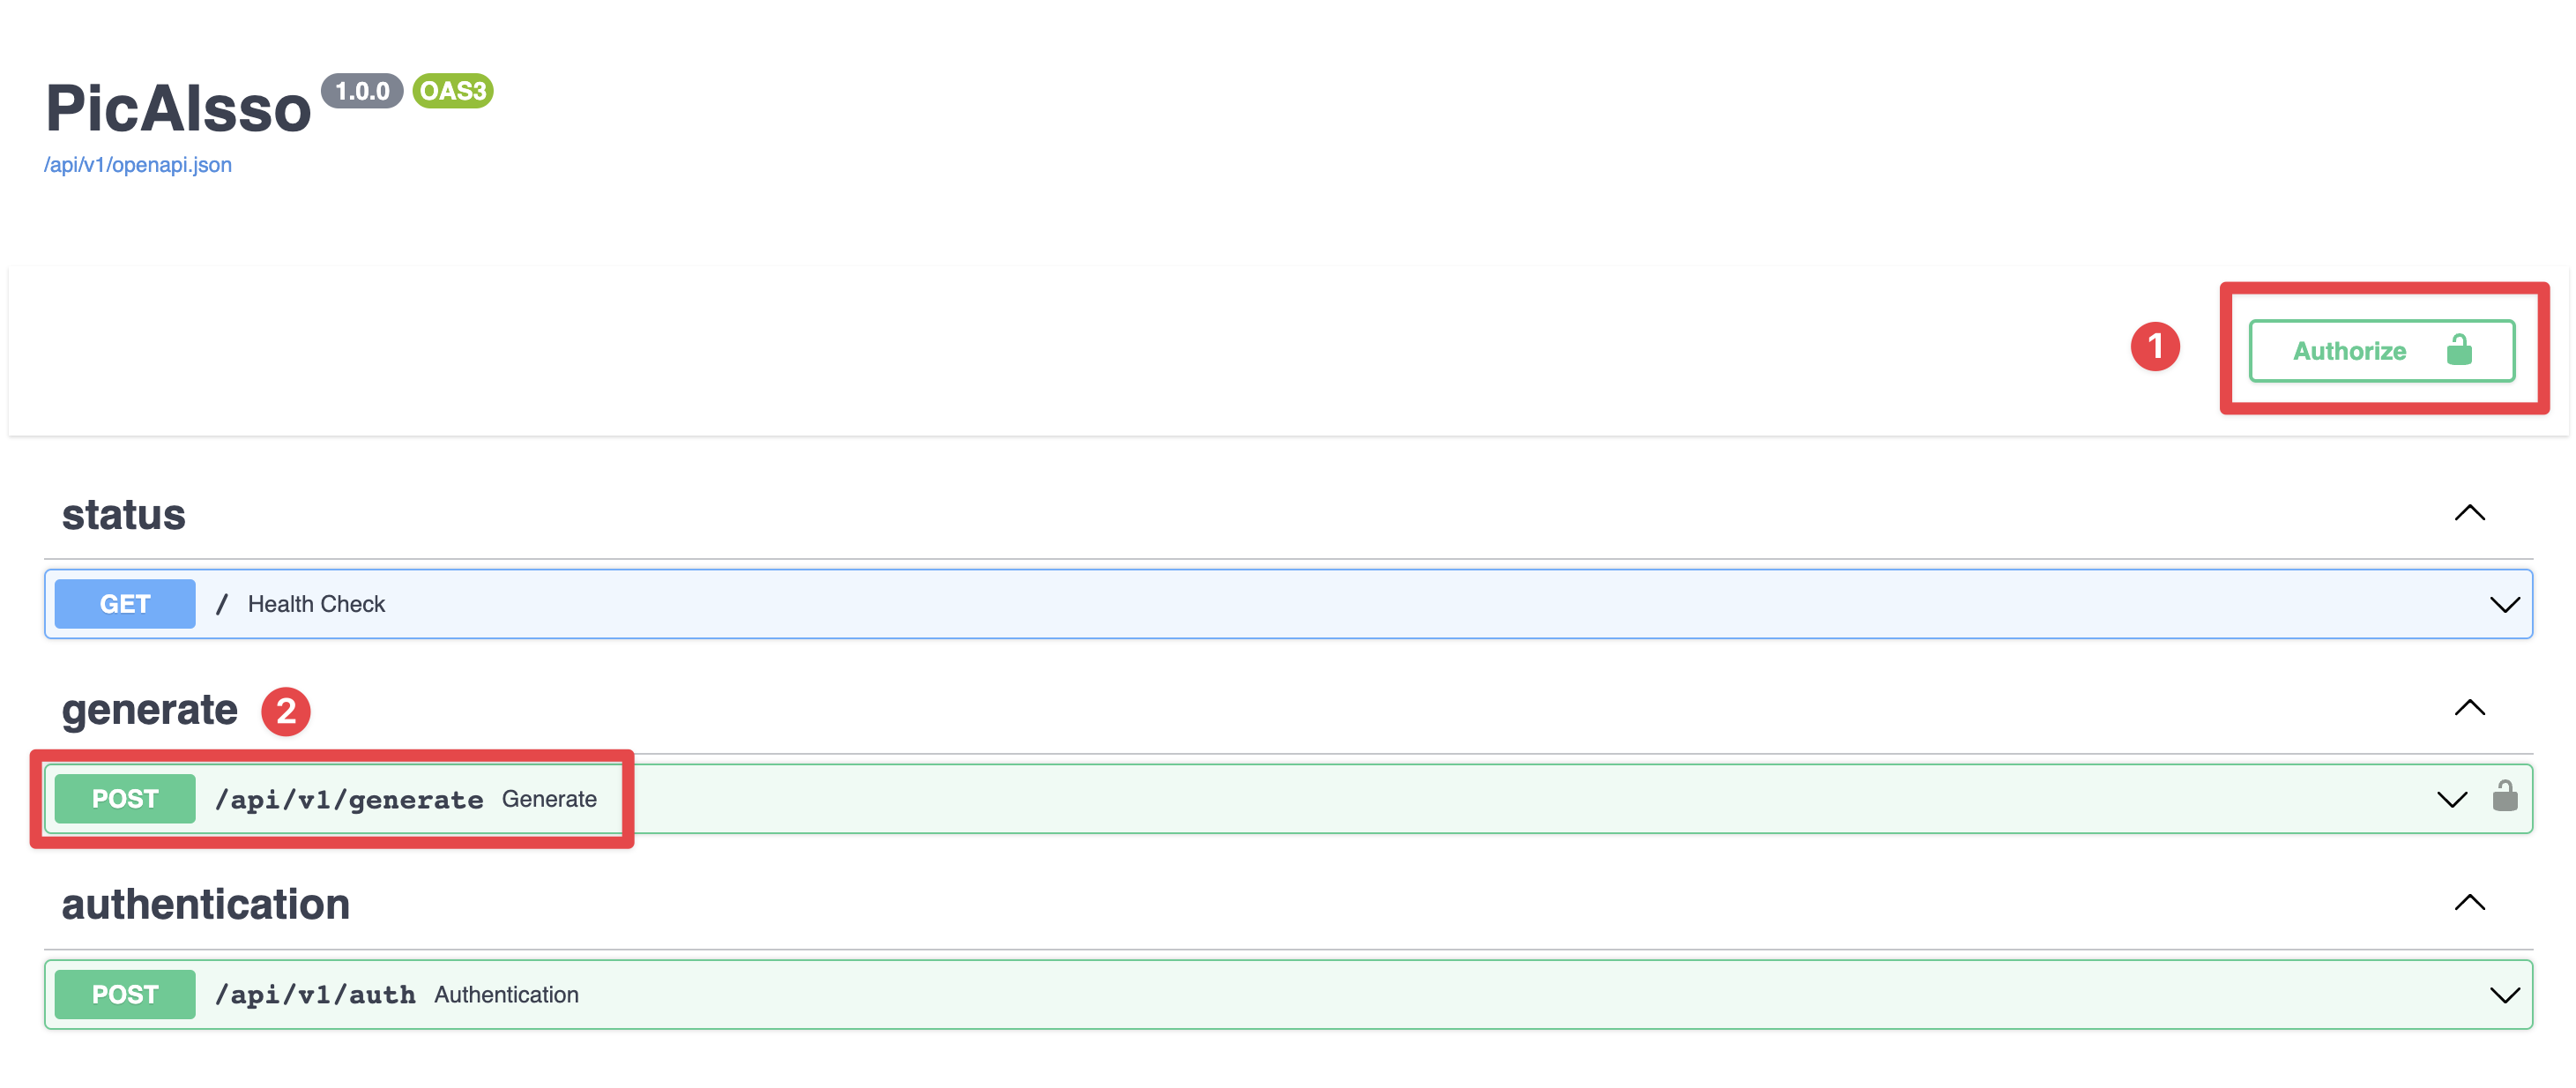 PicAIsso 1.0.0 OAS3
/api/v1/openapi.json
1 Authorize
status
GET / Health Check
generate 2
POST /api/v1/generate Generate
authentication
POST /api/v1/auth Authentication